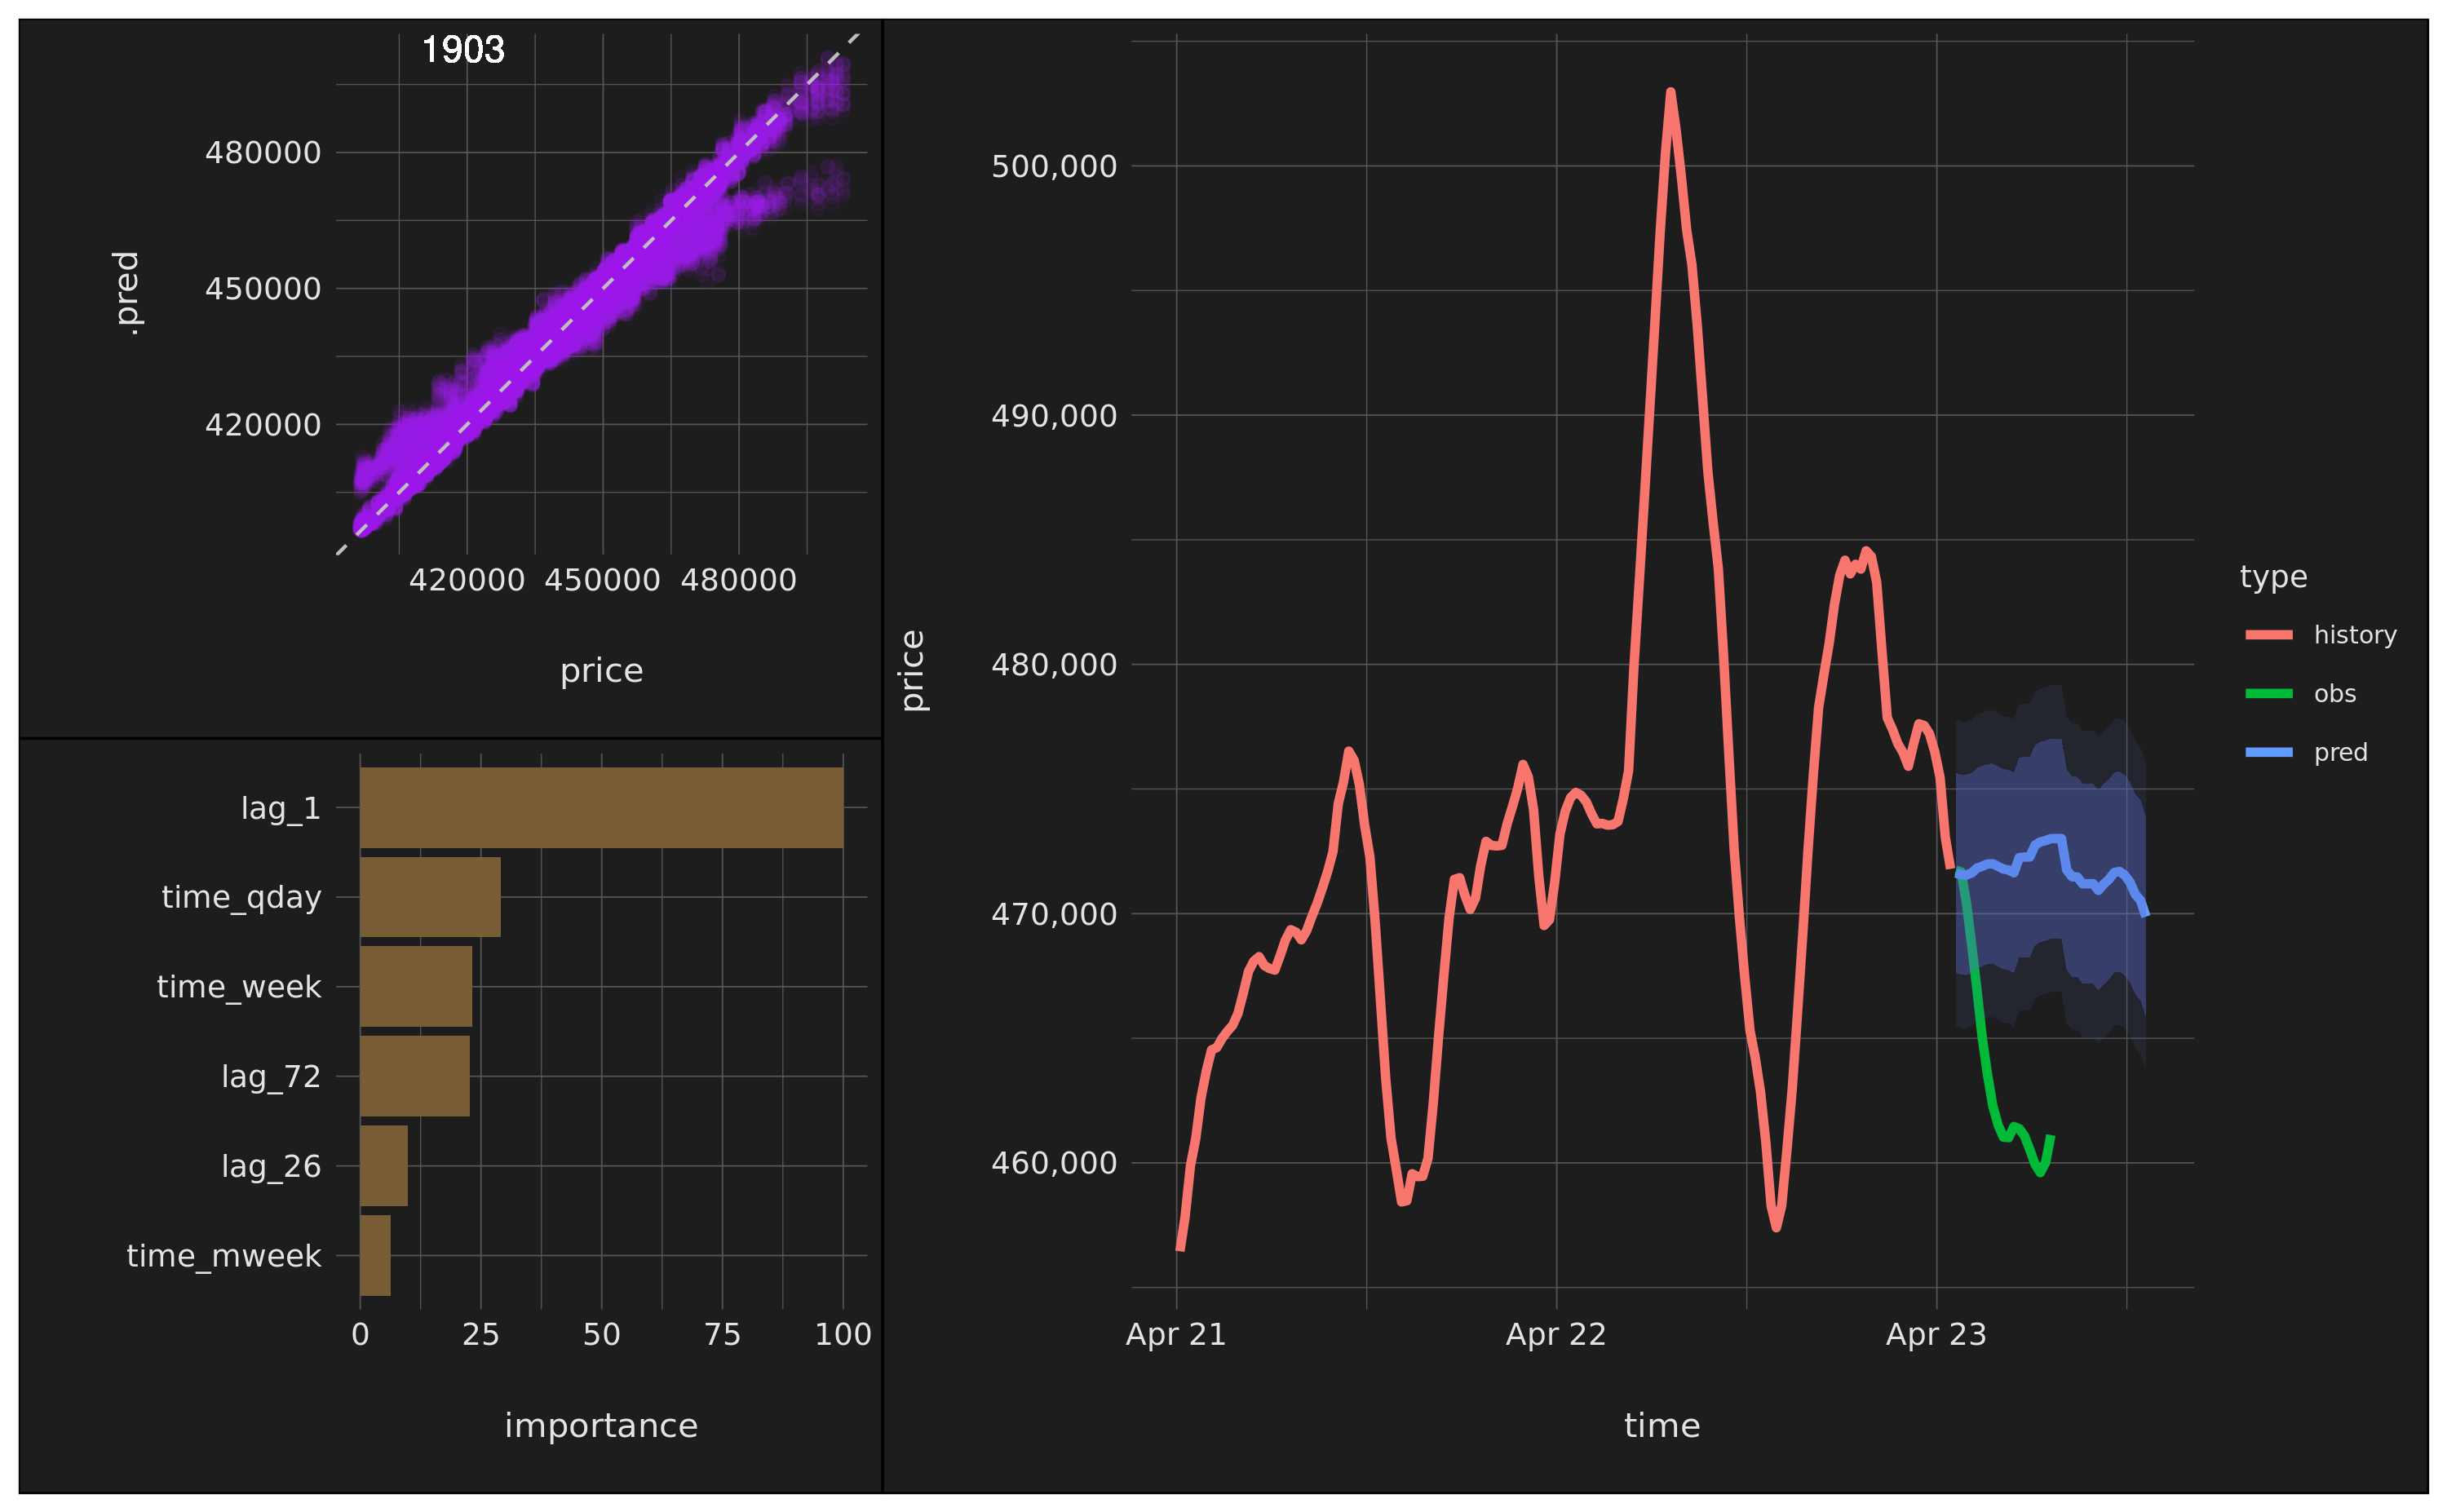 1903
480000
450000
420000
.pred
420000 450000 480000
price
lag_1
time_qday
time_week
lag_72
lag_26
time_mweek
0 25 50 75 100
importance
500,000
490,000
480,000
470,000
460,000
price
Apr 21 Apr 22 Apr 23
time
type
history
obs
pred